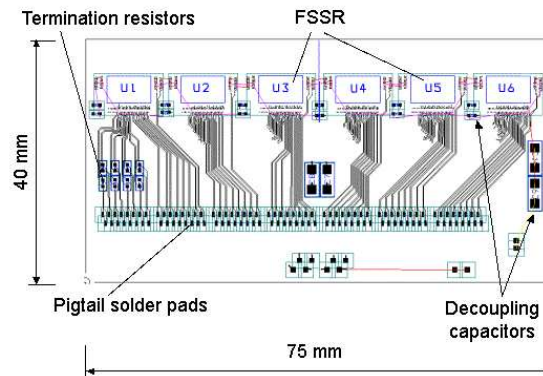 Termination resistors
FSSR
U1 U2 U3 U4 U5 U6
40 mm
Pigtail solder pads
Decoupling
capacitors
75 mm